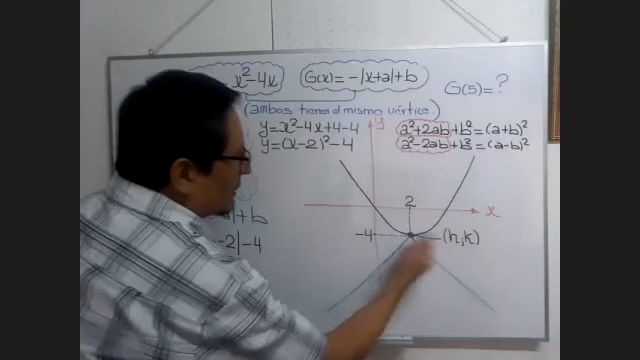 x²-4x G(x)= -|x+a|+b G(5)=?
(ambos tienen el mismo vértice)
y=x²-4x+4-4 y a²+2ab+b²=(a+b)²
y=(x-2)²-4 a²-2ab+b²=(a-b)²
2
x
a|+b
-4 (h;k)
-2|-4